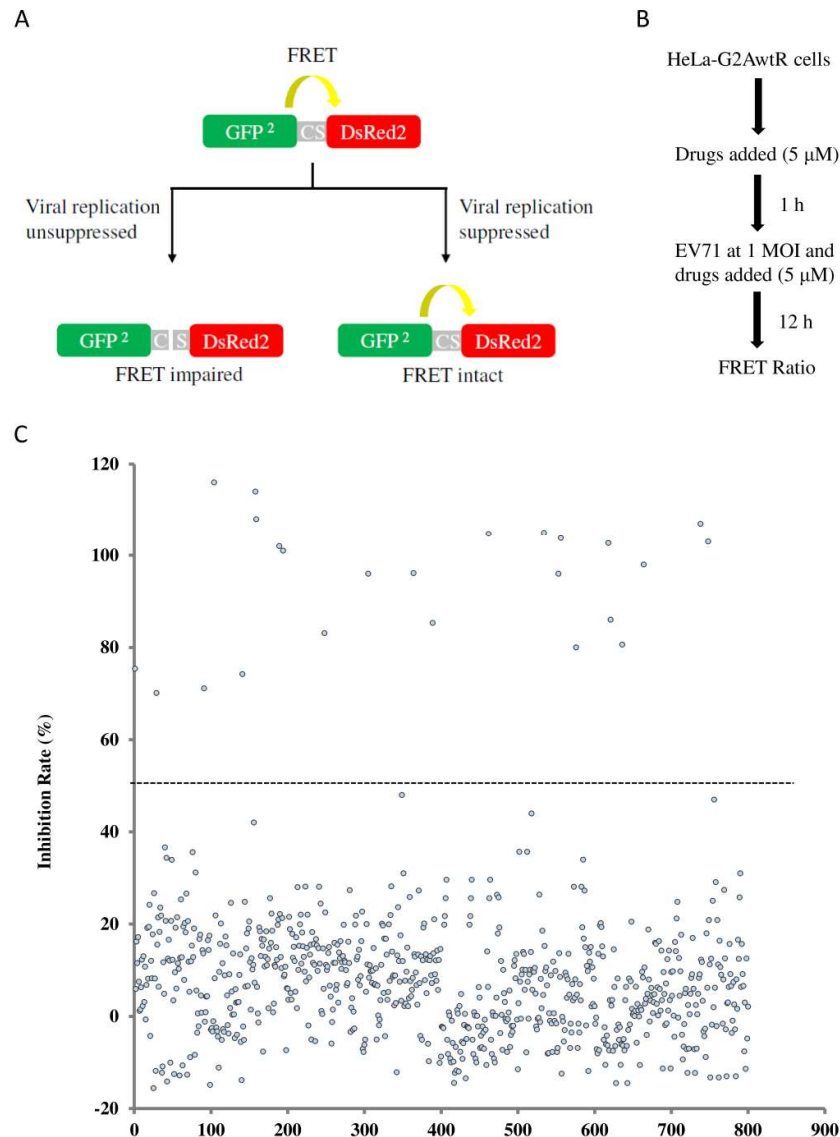 A
FRET
GFP ² CS DsRed2
Viral replication
unsuppressed
Viral replication
suppressed
GFP ² C S DsRed2
FRET impaired
GFP ² CS DsRed2
FRET intact
B
HeLa-G2AwtR cells
Drugs added (5 μM)
1 h
EV71 at 1 MOI and
drugs added (5 μM)
12 h
FRET Ratio
C
Inhibition Rate (%)
120
100
80
60
40
20
0
-20
0 100 200 300 400 500 600 700 800 900